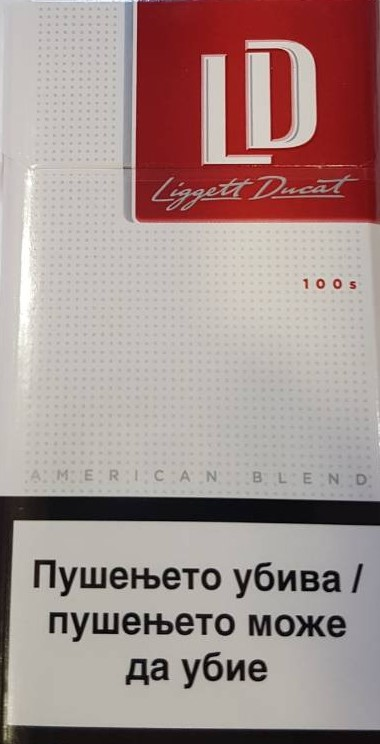 LD
Liggett Ducat
100s
AMERICAN BLEND
Пушењето убива /
пушењето може
да убие